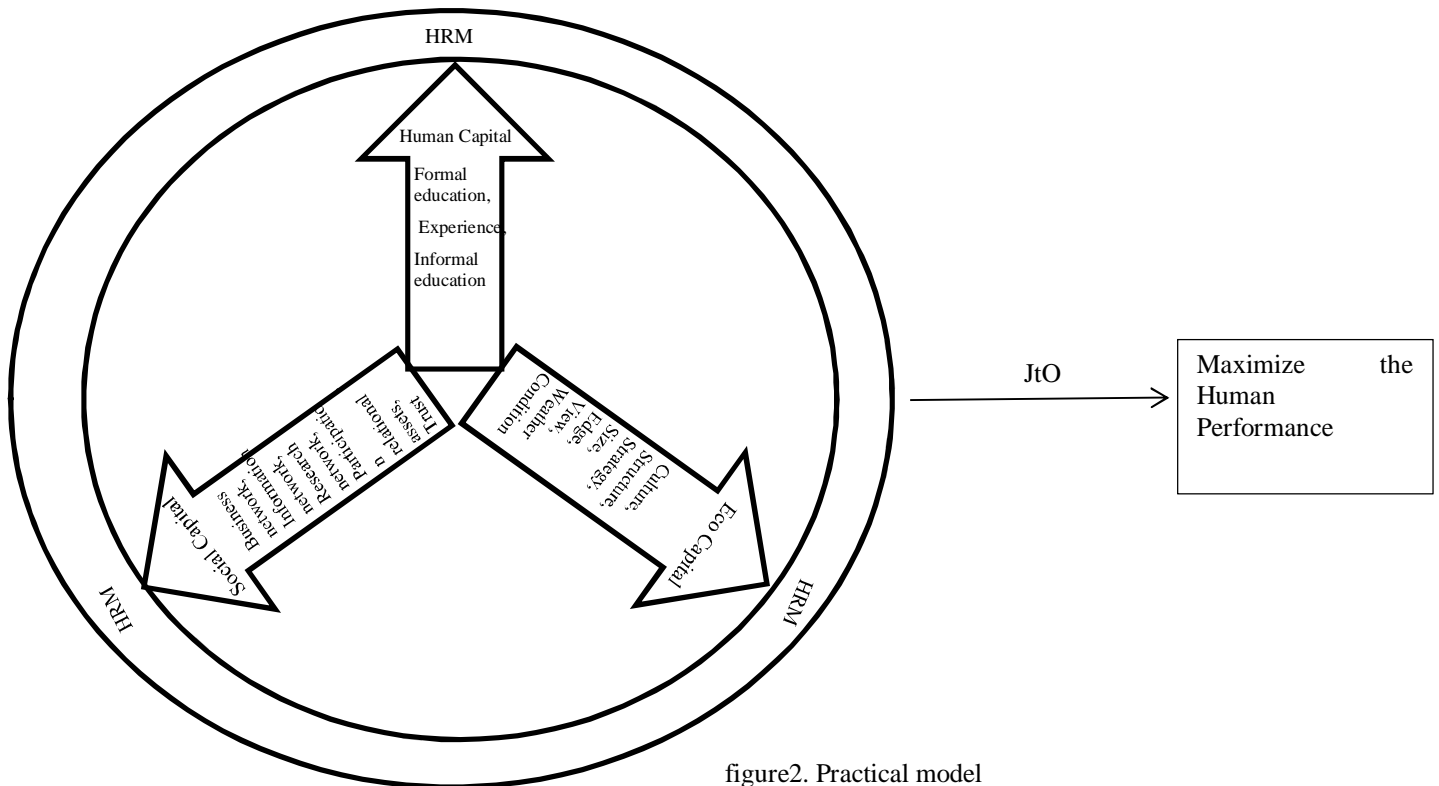 HRM
Human Capital
Formal
education,
Experience,
Informal
education
Social Capital
Business
network,
Information
network,
Research
network,
Participatio
n
relational
assets,
Trust
Eco Capital
Culture,
Structure,
Strategy,
Size,
Edge,
View,
Weather
Condition
HRM
HRM
JtO
Maximize the
Human
Performance
figure2. Practical model